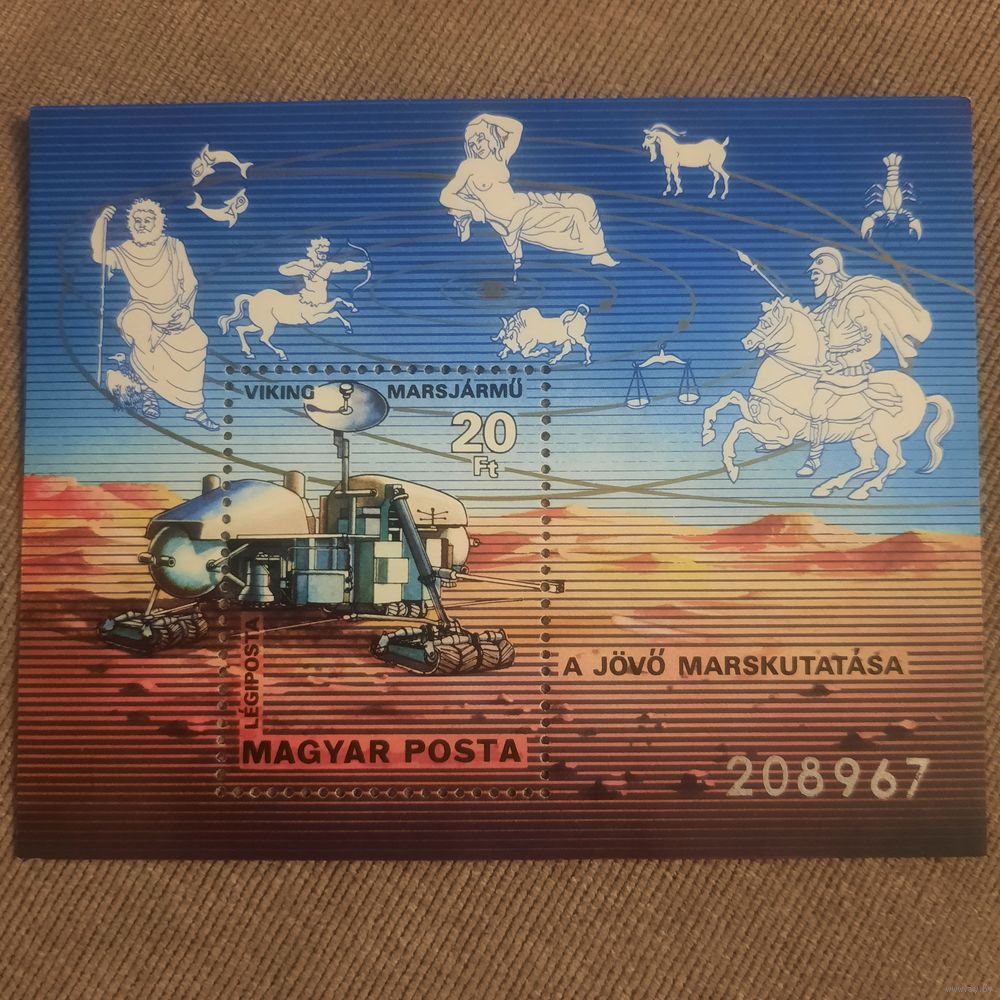 VIKING MARSJÁRMŰ
20
Ft
LÉGIPOSTA
A JÖVŐ MARSKUTATÁSA
MAGYAR POSTA
208967